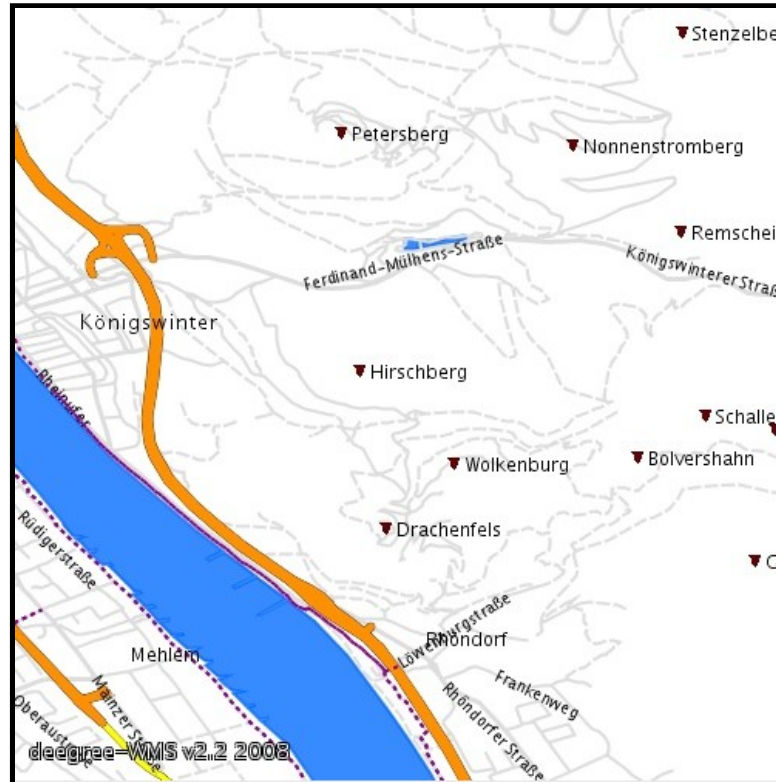 Stenzelbe
Petersberg
Nonnenstromberg
Remschei
Ferdinand-Mülhens-Straße
Königswinterer Straß
Königswinter
Hirschberg
Rheinufer
Schalle
Wolkenburg
Bolvershahn
Drachenfels
Rüdigerstraße
C
Löwenburgstraße
Rhöndorf
Mehlem
Frankenweg
Rhöndorfer Straße
Mainzer Straße
Oberaustraße
deegree-WMS v2.2 2008